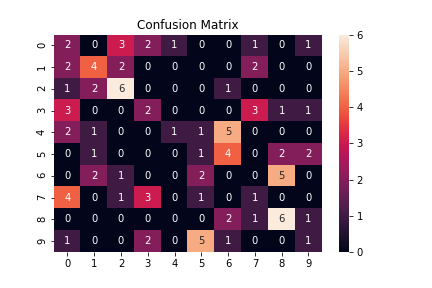 Confusion Matrix
0 2 0 3 2 1 0 0 1 0 1
1 2 4 2 0 0 0 0 2 0 0
2 1 2 6 0 0 0 1 0 0 0
3 3 0 0 2 0 0 0 3 1 1
4 2 1 0 0 1 1 5 0 0 0
5 0 1 0 0 0 1 4 0 2 2
6 0 2 1 0 0 2 0 0 5 0
7 4 0 1 3 0 1 0 1 0 0
8 0 0 0 0 0 0 2 1 6 1
9 1 0 0 2 0 5 1 0 0 1
0 1 2 3 4 5 6 7 8 9
6
5
4
3
2
1
0